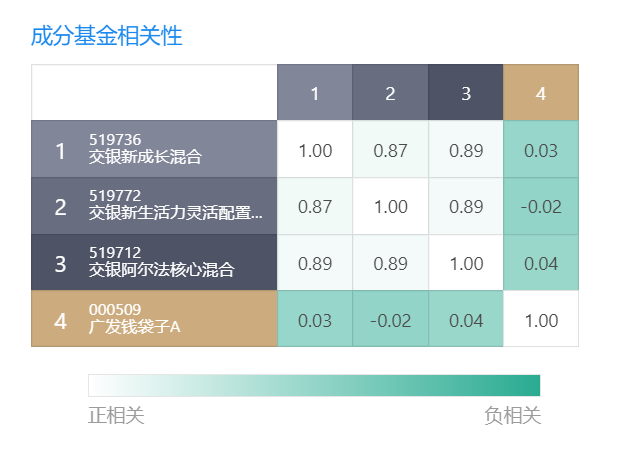 成分基金相关性
1 2 3 4
1 519736 1.00 0.87 0.89 0.03
交银新成长混合
2 519772 0.87 1.00 0.89 -0.02
交银新生活力灵活配置...
3 519712 0.89 0.89 1.00 0.04
交银阿尔法核心混合
4 000509 0.03 -0.02 0.04 1.00
广发钱袋子A
正相关 负相关